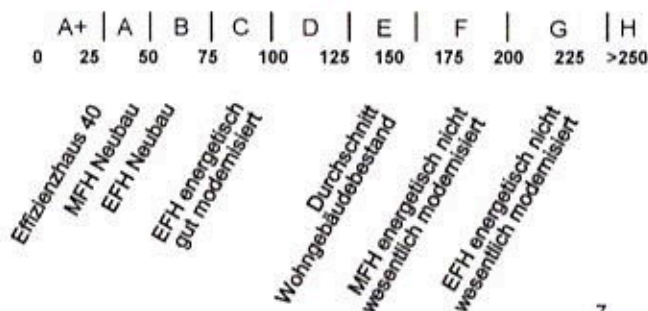 A+ | A | B | C | D | E | F | G | H
0 25 50 75 100 125 150 175 200 225 >250
Effizienzhaus 40
MFH Neubau
EFH Neubau
EFH energetisch
gut modernisiert
Durchschnitt
Wohngebäudebestand
MFH energetisch nicht
wesentlich modernisiert
EFH energetisch nicht
wesentlich modernisiert
7